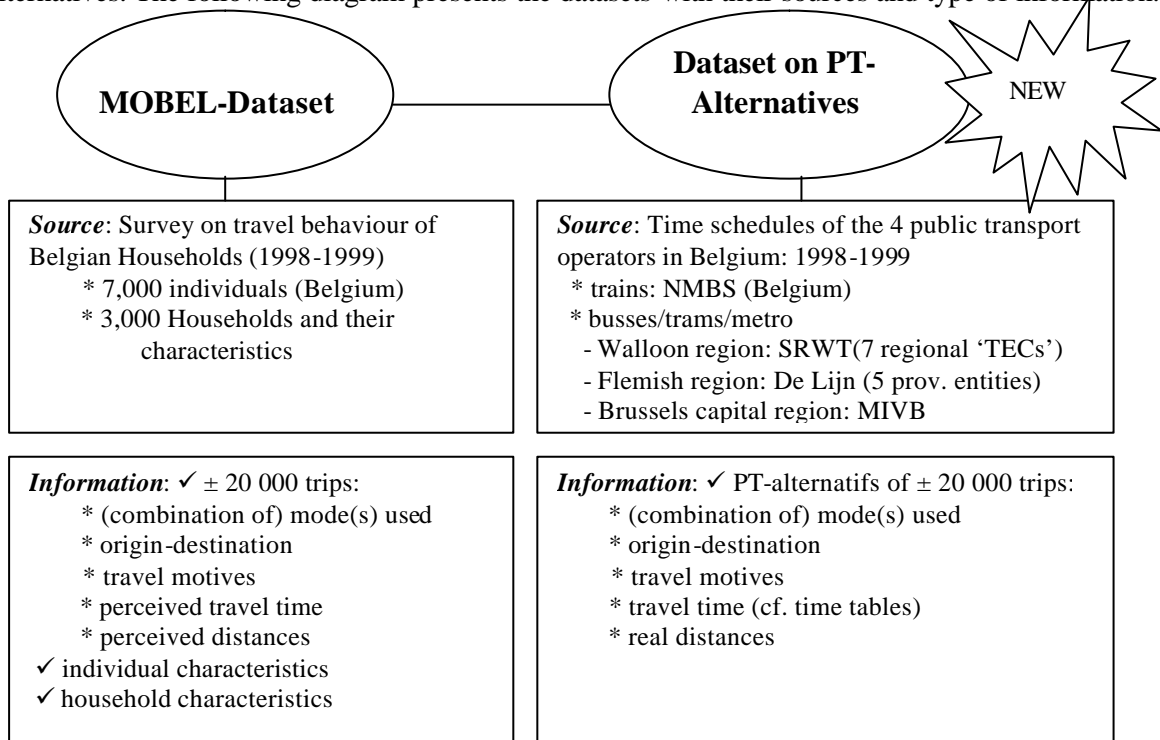 lternatives. The following diagram presents the datasets with their sources and type of information.
MOBEL-Dataset
Dataset on PT-
Alternatives
NEW
Source: Survey on travel behaviour of
Belgian Households (1998-1999)
* 7,000 individuals (Belgium)
* 3,000 Households and their
characteristics
Source: Time schedules of the 4 public transport
operators in Belgium: 1998-1999
* trains: NMBS (Belgium)
* busses/trams/metro
- Walloon region: SRWT(7 regional ‘TECs’)
- Flemish region: De Lijn (5 prov. entities)
- Brussels capital region: MIVB
Information: ✓ ± 20 000 trips:
* (combination of) mode(s) used
* origin-destination
* travel motives
* perceived travel time
* perceived distances
✓ individual characteristics
✓ household characteristics
Information: ✓ PT-alternatifs of ± 20 000 trips:
* (combination of) mode(s) used
* origin-destination
* travel motives
* travel time (cf. time tables)
* real distances